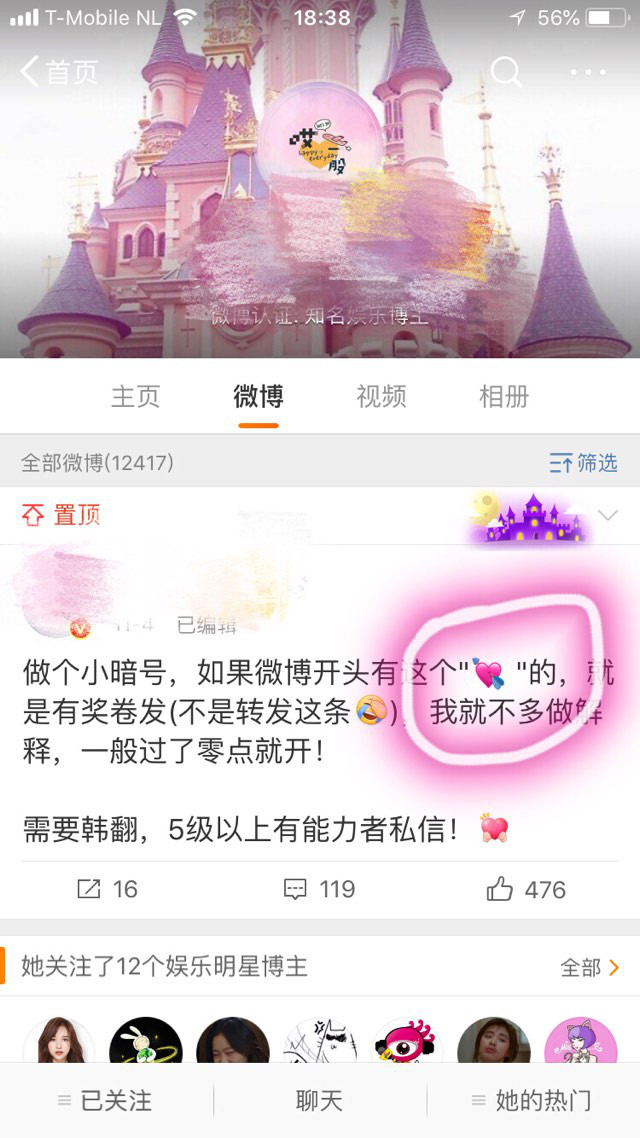 T-Mobile NL 18:38 56%
首页
哎一股
happy
everyday
微博认证: 知名娱乐博主
主页 微博 视频 相册
全部微博(12417) 筛选
置顶
11-4 已编辑
做个小暗号，如果微博开头有这个"💘 "的，就
是有奖卷发(不是转发这条🤣)，我就不多做解
释，一般过了零点就开！
需要韩翻，5级以上有能力者私信！💘
16 119 476
她关注了12个娱乐明星博主 全部
已关注 聊天 她的热门